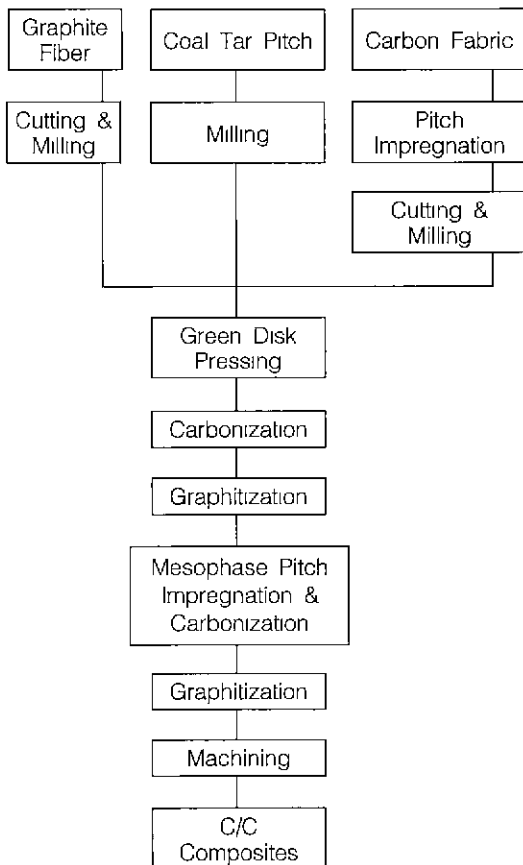 Graphite
Fiber
Coal Tar Pitch
Carbon Fabric
Cutting &
Milling
Milling
Pitch
Impregnation
Cutting &
Milling
Green Disk
Pressing
Carbonization
Graphitization
Mesophase Pitch
Impregnation &
Carbonization
Graphitization
Machining
C/C
Composites